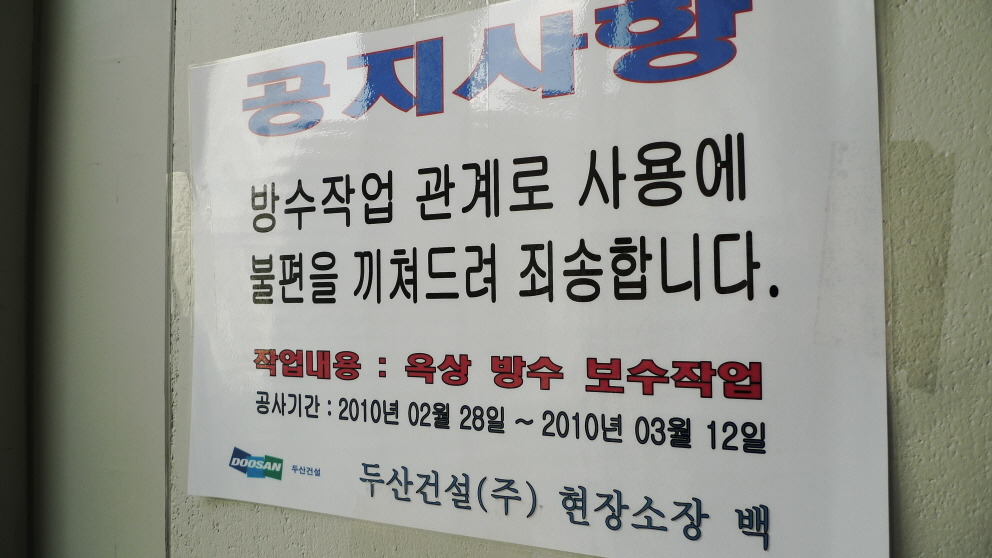 공지사항
방수작업 관계로 사용에
불편을 끼쳐드려 죄송합니다.
작업내용 : 옥상 방수 보수작업
공사기간 : 2010년 02월 28일 ~ 2010년 03월 12일
DOOSAN 두산건설
두산건설(주) 현장소장 백